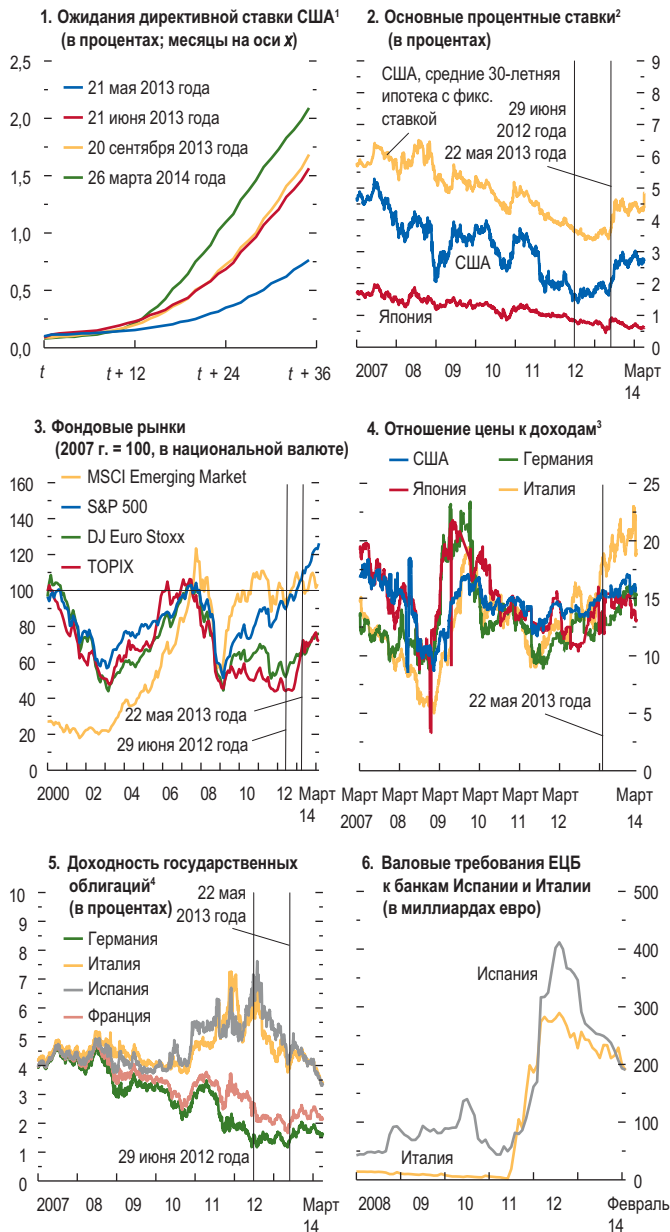 1. Ожидания директивной ставки США¹
(в процентах; месяцы на оси x)
2,5
2,0
1,5
1,0
0,5
0,0
21 мая 2013 года
21 июня 2013 года
20 сентября 2013 года
26 марта 2014 года
t
t + 12
t + 24
t + 36
2. Основные процентные ставки²
(в процентах)
США, средние 30-летняя
ипотека с фикс.
ставкой
29 июня
2012 года
22 мая 2013 года
США
Япония
9
8
7
6
5
4
3
2
1
0
2007 08 09 10 11 12 Март
14
3. Фондовые рынки
(2007 г. = 100, в национальной валюте)
160
140
120
100
80
60
40
20
0
MSCI Emerging Market
S&P 500
DJ Euro Stoxx
TOPIX
22 мая 2013 года
29 июня 2012 года
2000 02 04 06 08 10 12 Март
14
4. Отношение цены к доходам³
США
Германия
Япония
Италия
25
20
15
10
5
0
22 мая 2013 года
Март Март Март Март Март Март Март
2007 08 09 10 11 12 14
5. Доходность государственных
облигаций⁴
(в процентах)
10
9
8
7
6
5
4
3
2
1
0
22 мая
2013 года
Германия
Италия
Испания
Франция
29 июня 2012 года
2007 08 09 10 11 12 Март
14
6. Валовые требования ЕЦБ
к банкам Испании и Италии
(в миллиардах евро)
500
400
300
200
100
0
Испания
Италия
2008 09 10 11 12 Февраль
14